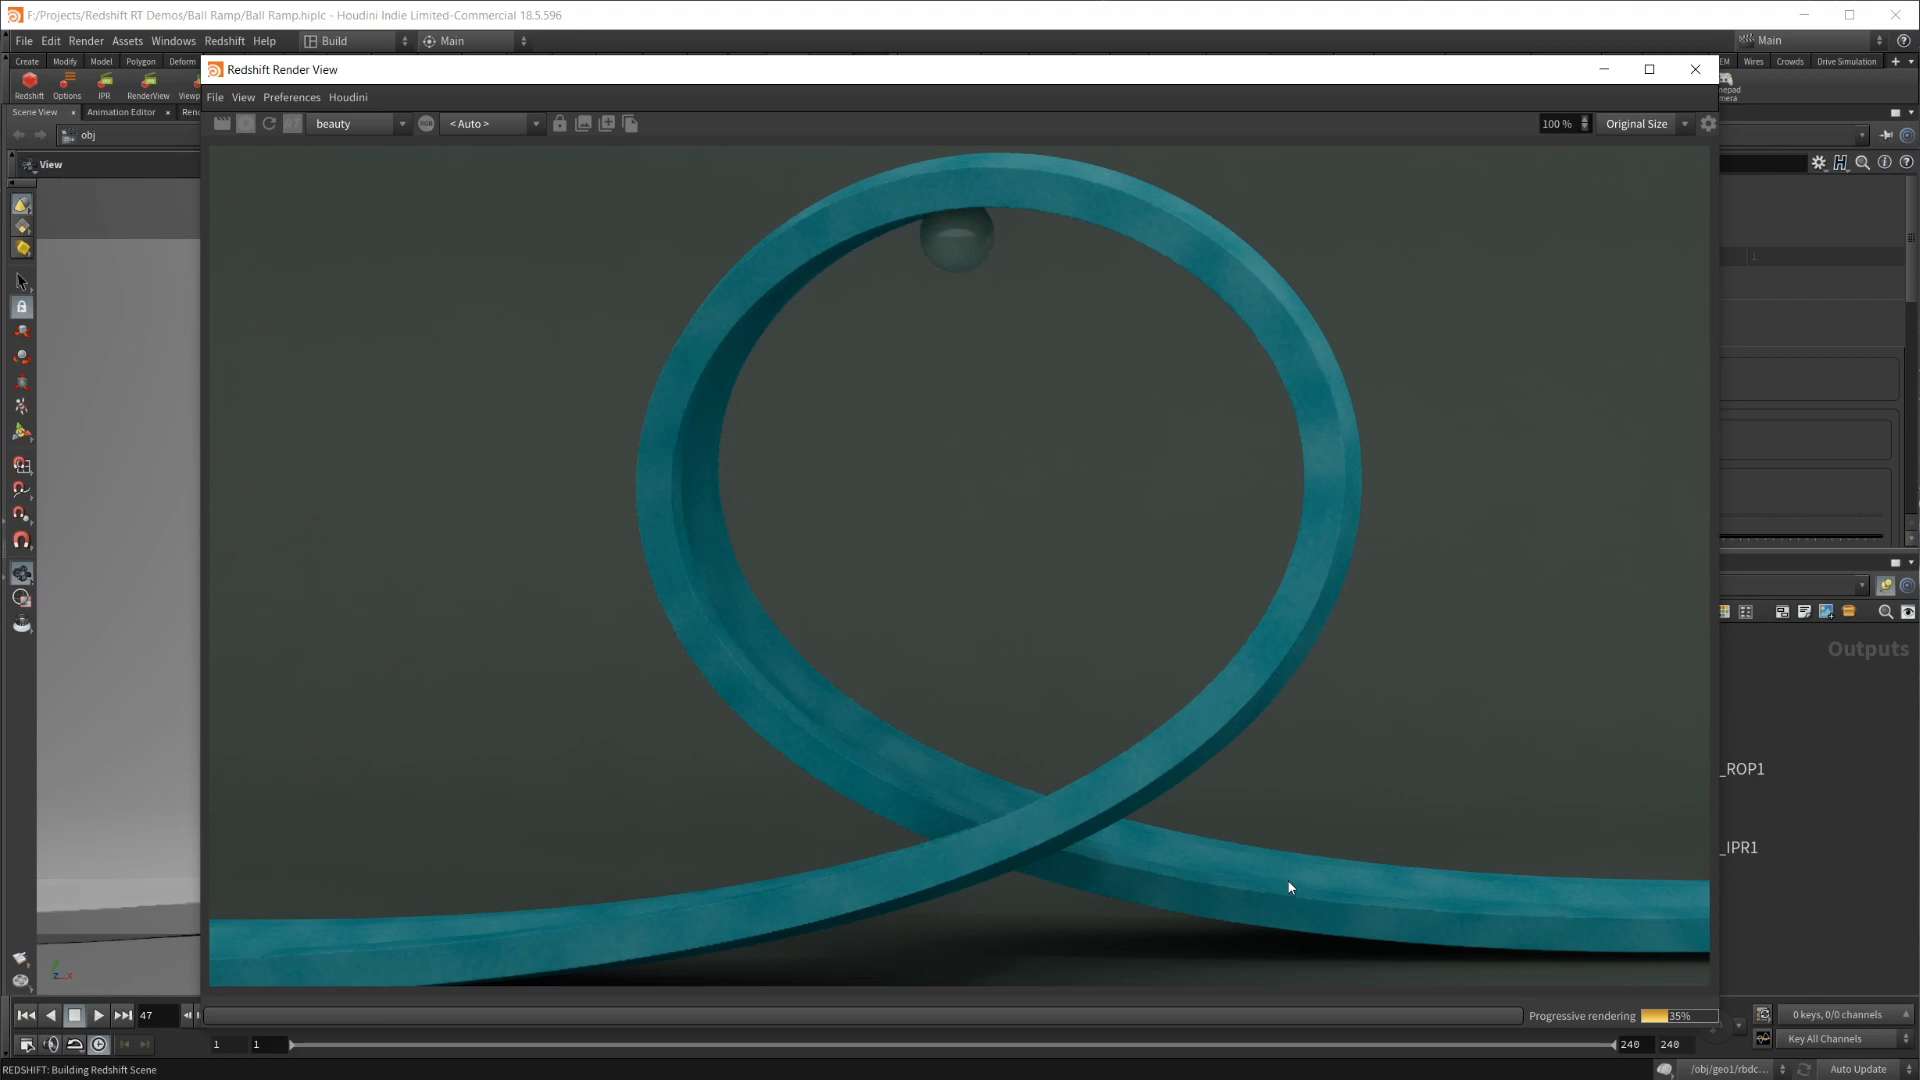 F:/Projects/Redshift RT Demos/Ball Ramp/Ball Ramp.hiplc - Houdini Indie Limited-Commercial 18.5.596
File Edit Render Assets Windows Redshift Help Build Main Main
Create Modify Model Polygon Deform Wires Crowds Drive Simulation
Redshift Render View
Redshift Options IPR RenderView
File View Preferences Houdini
Scene View Animation Editor
beauty < Auto > 100 % Original Size
obj
View
1
Outputs
_ROP1
_IPR1
47
Progressive rendering 35%
0 keys, 0/0 channels
1 1 240 240
Key All Channels
REDSHIFT: Building Redshift Scene
/obj/geo1/rbdc... Auto Update